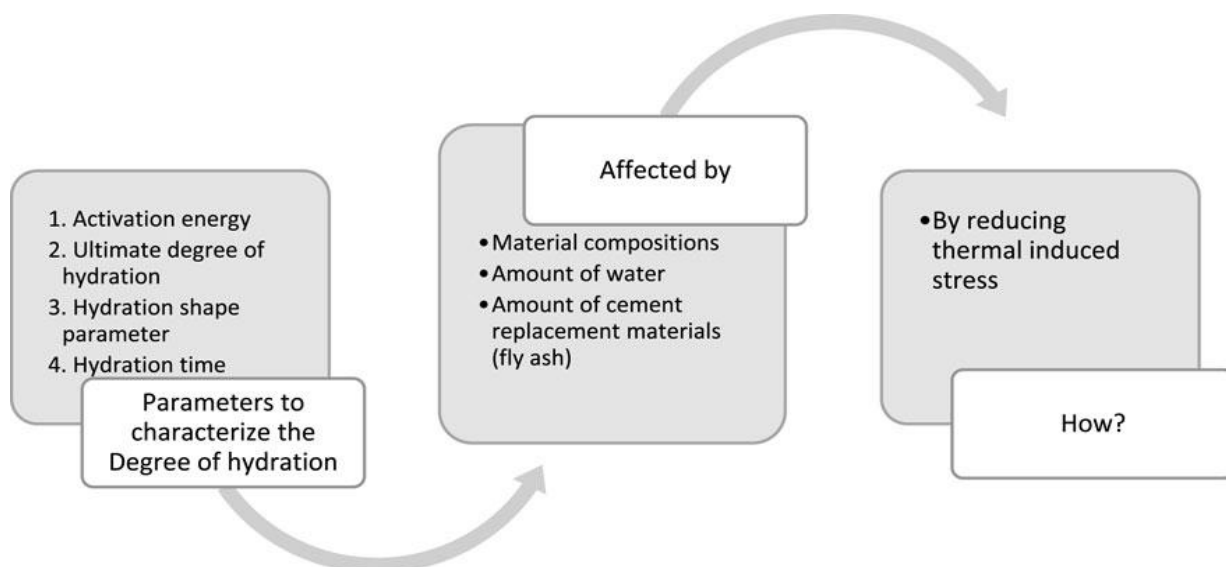 1. Activation energy
2. Ultimate degree of
hydration
3. Hydration shape
parameter
4. Hydration time
Parameters to
characterize the
Degree of hydration
Affected by
•Material compositions
•Amount of water
•Amount of cement
replacement materials
(fly ash)
•By reducing
thermal induced
stress
How?